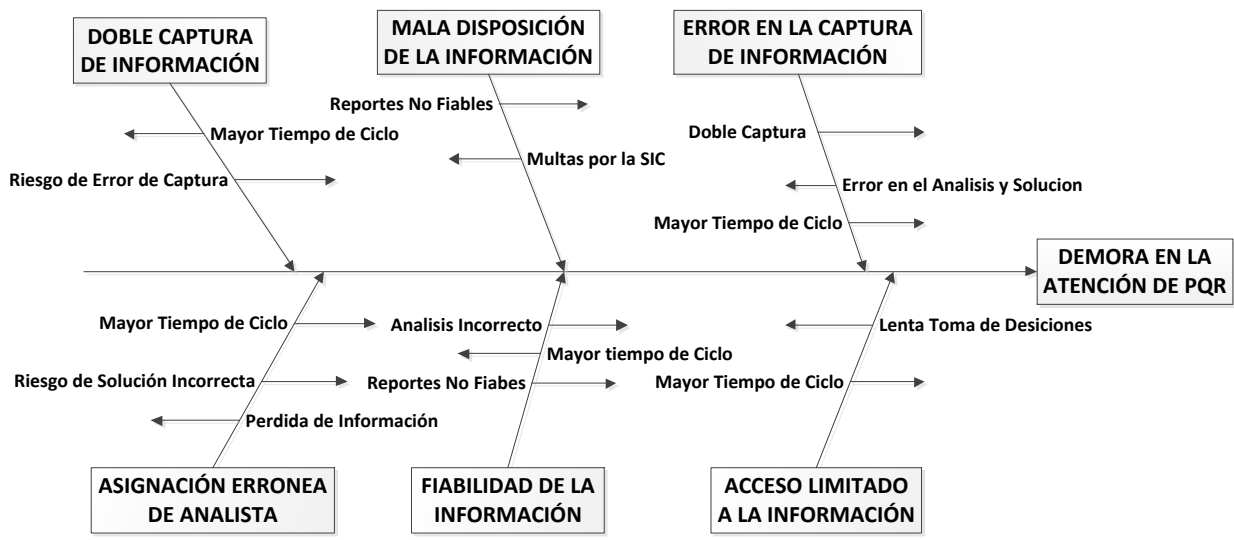 DOBLE CAPTURA
DE INFORMACIÓN
MALA DISPOSICIÓN
DE LA INFORMACIÓN
ERROR EN LA CAPTURA
DE INFORMACIÓN
Mayor Tiempo de Ciclo
Riesgo de Error de Captura
Reportes No Fiables
Multas por la SIC
Doble Captura
Error en el Analisis y Solucion
Mayor Tiempo de Ciclo
DEMORA EN LA
ATENCIÓN DE PQR
Mayor Tiempo de Ciclo
Riesgo de Solución Incorrecta
Perdida de Información
Analisis Incorrecto
Mayor tiempo de Ciclo
Reportes No Fiabes
Lenta Toma de Desiciones
Mayor Tiempo de Ciclo
ASIGNACIÓN ERRONEA
DE ANALISTA
FIABILIDAD DE LA
INFORMACIÓN
ACCESO LIMITADO
A LA INFORMACIÓN